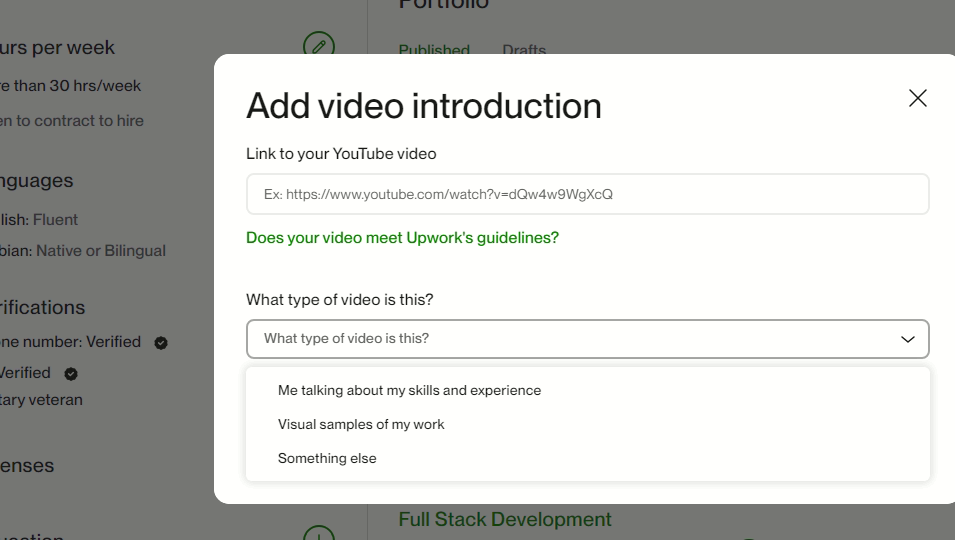 Portfolio
urs per week
Published
Drafts
re than 30 hrs/week
en to contract to hire
nguages
lish: Fluent
bian: Native or Bilingual
rifications
ne number: Verified
Verified
tary veteran
enses
Add video introduction
Link to your YouTube video
Ex: https://www.youtube.com/watch?v=dQw4w9WgXcQ
Does your video meet Upwork's guidelines?
What type of video is this?
What type of video is this?
Me talking about my skills and experience
Visual samples of my work
Something else
Full Stack Development